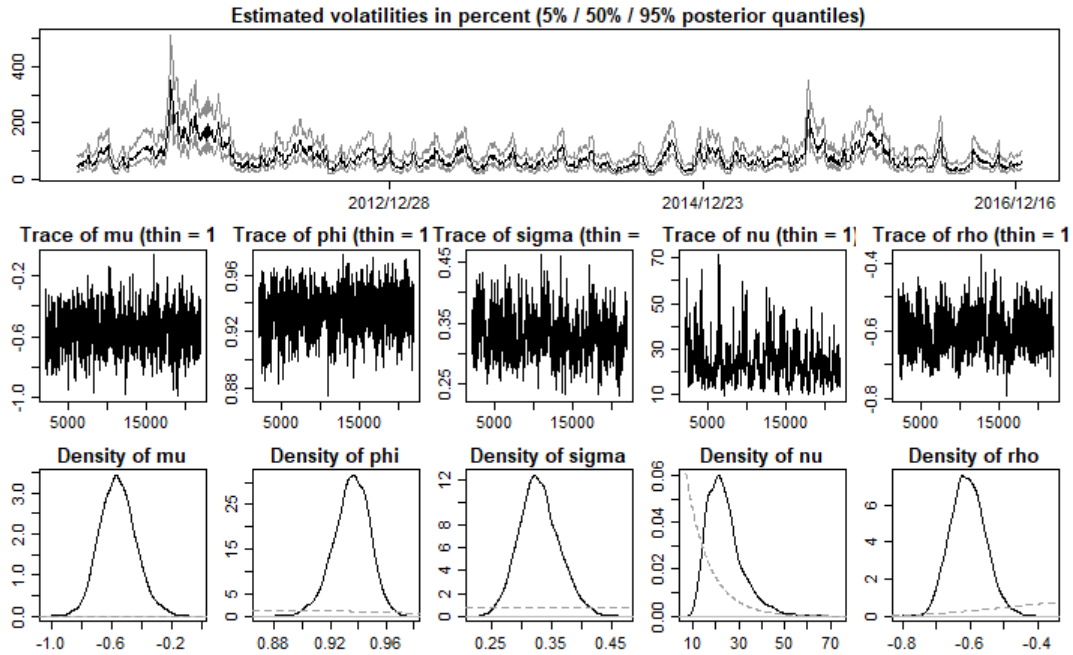 Estimated volatilities in percent (5% / 50% / 95% posterior quantiles)
0 200 400
2012/12/28 2014/12/23 2016/12/16
Trace of mu (thin = 1 Trace of phi (thin = 1 Trace of sigma (thin = Trace of nu (thin = 1) Trace of rho (thin = 1
-1.0 -0.6 -0.2
5000 15000
0.88 0.92 0.96
5000 15000
0.25 0.35 0.45
5000 15000
10 30 50 70
5000 15000
-0.8 -0.6 -0.4
5000 15000
Density of mu Density of phi Density of sigma Density of nu Density of rho
0.0 1.0 2.0 3.0
-1.0 -0.6 -0.2
0 5 15 25
0.88 0.92 0.96
0 2 4 6 8 12
0.25 0.35 0.45
0.00 0.02 0.04 0.06
10 30 50 70
0 2 4 6
-0.8 -0.6 -0.4